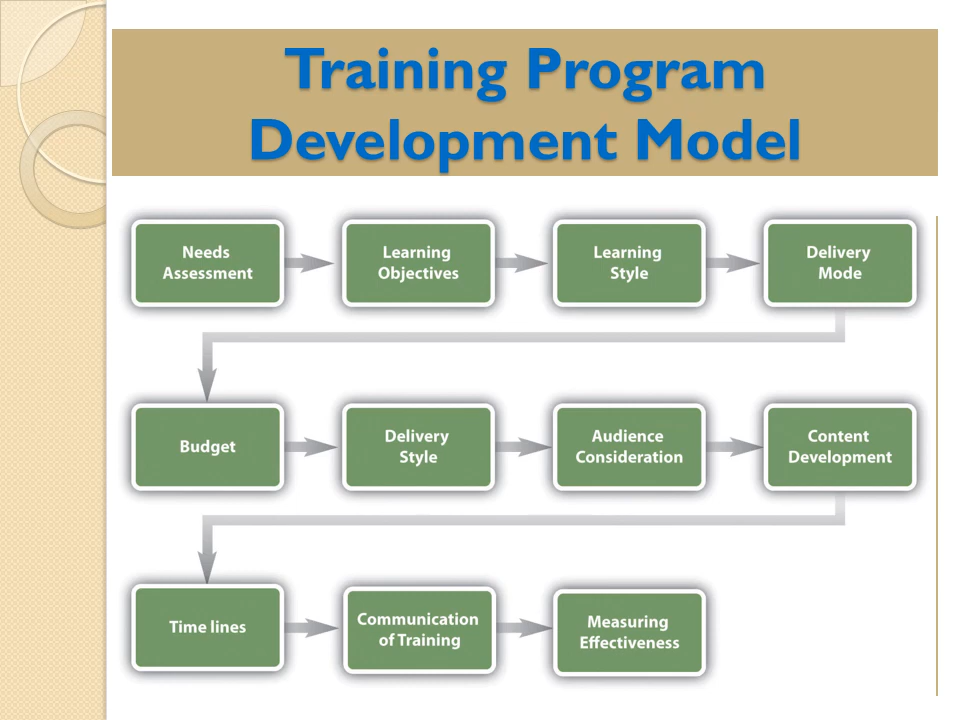 Training Program
Development Model
Needs
Assessment
Learning
Objectives
Learning
Style
Delivery
Mode
Budget
Delivery
Style
Audience
Consideration
Content
Development
Time lines
Communication
of Training
Measuring
Effectiveness